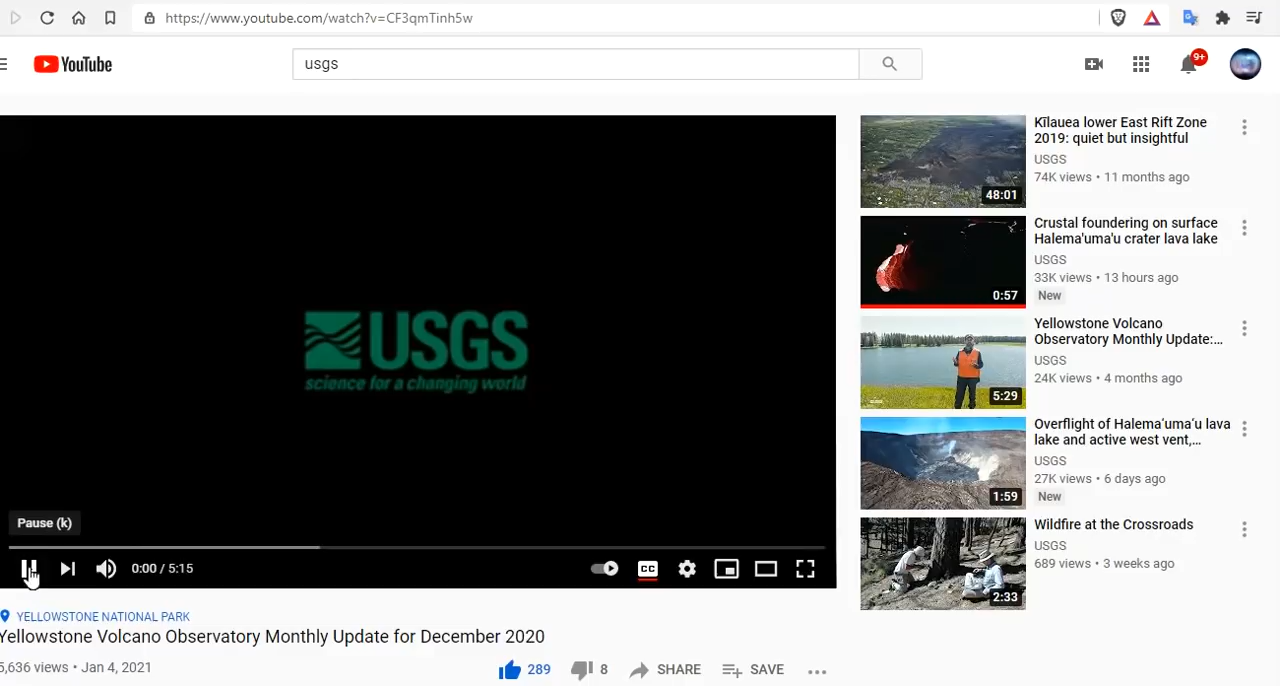 https://www.youtube.com/watch?v=CF3qmTinh5w
YouTube
usgs
9+
USGS
science for a changing world
Pause (k)
0:00 / 5:15
CC
YELLOWSTONE NATIONAL PARK
Yellowstone Volcano Observatory Monthly Update for December 2020
5,636 views • Jan 4, 2021
289
8
SHARE
SAVE
Kīlauea lower East Rift Zone
2019: quiet but insightful
USGS
74K views • 11 months ago
48:01
Crustal foundering on surface
Halema'uma'u crater lava lake
USGS
33K views • 13 hours ago
New
0:57
Yellowstone Volcano
Observatory Monthly Update:...
USGS
24K views • 4 months ago
5:29
Overflight of Halemaʻumaʻu lava
lake and active west vent,...
USGS
27K views • 6 days ago
New
1:59
Wildfire at the Crossroads
USGS
689 views • 3 weeks ago
2:33